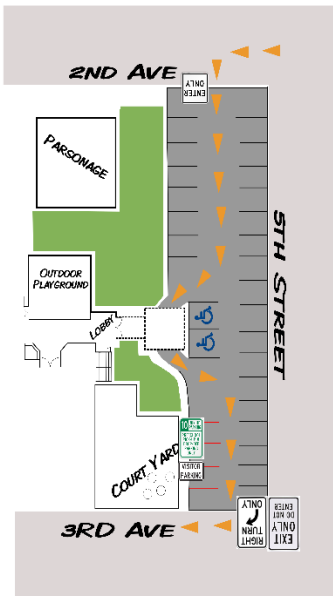 2ND AVE
ENTER
ONLY
PARSONAGE
5TH STREET
OUTDOOR
PLAYGROUND
LOBBY
VISITOR
PARKING
COURT YARD
3RD AVE
RIGHT
TURN
ONLY
EXIT
ONLY
DO NOT
ENTER